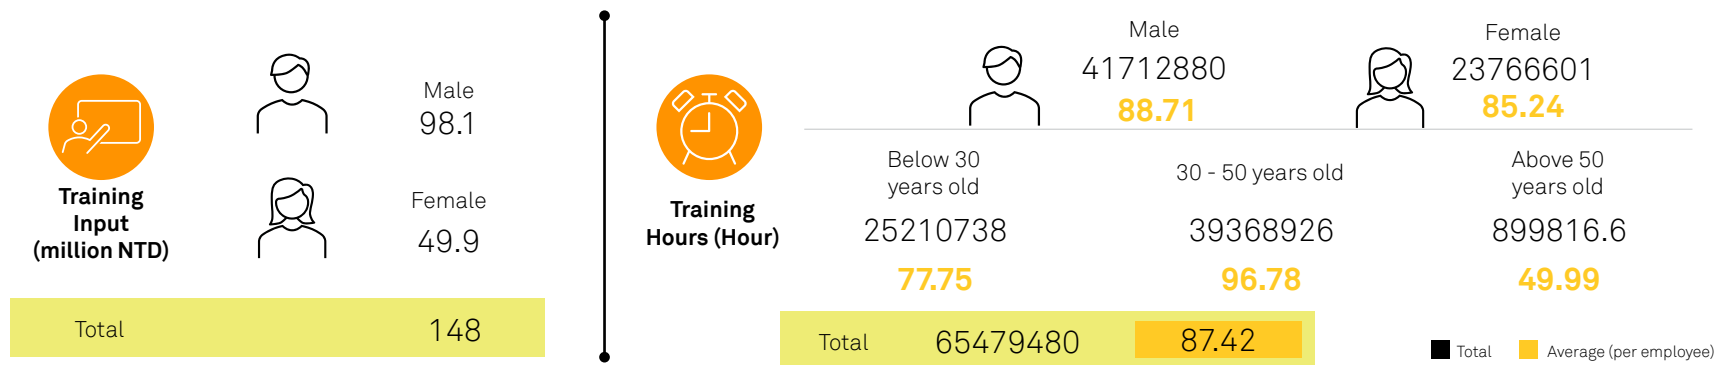 Training
Input
(million NTD)
Male
98.1
Female
49.9
Total 148
Training
Hours (Hour)
Male
41712880
88.71
Female
23766601
85.24
Below 30
years old
25210738
77.75
30 - 50 years old
39368926
96.78
Above 50
years old
899816.6
49.99
Total 65479480 87.42
Total Average (per employee)